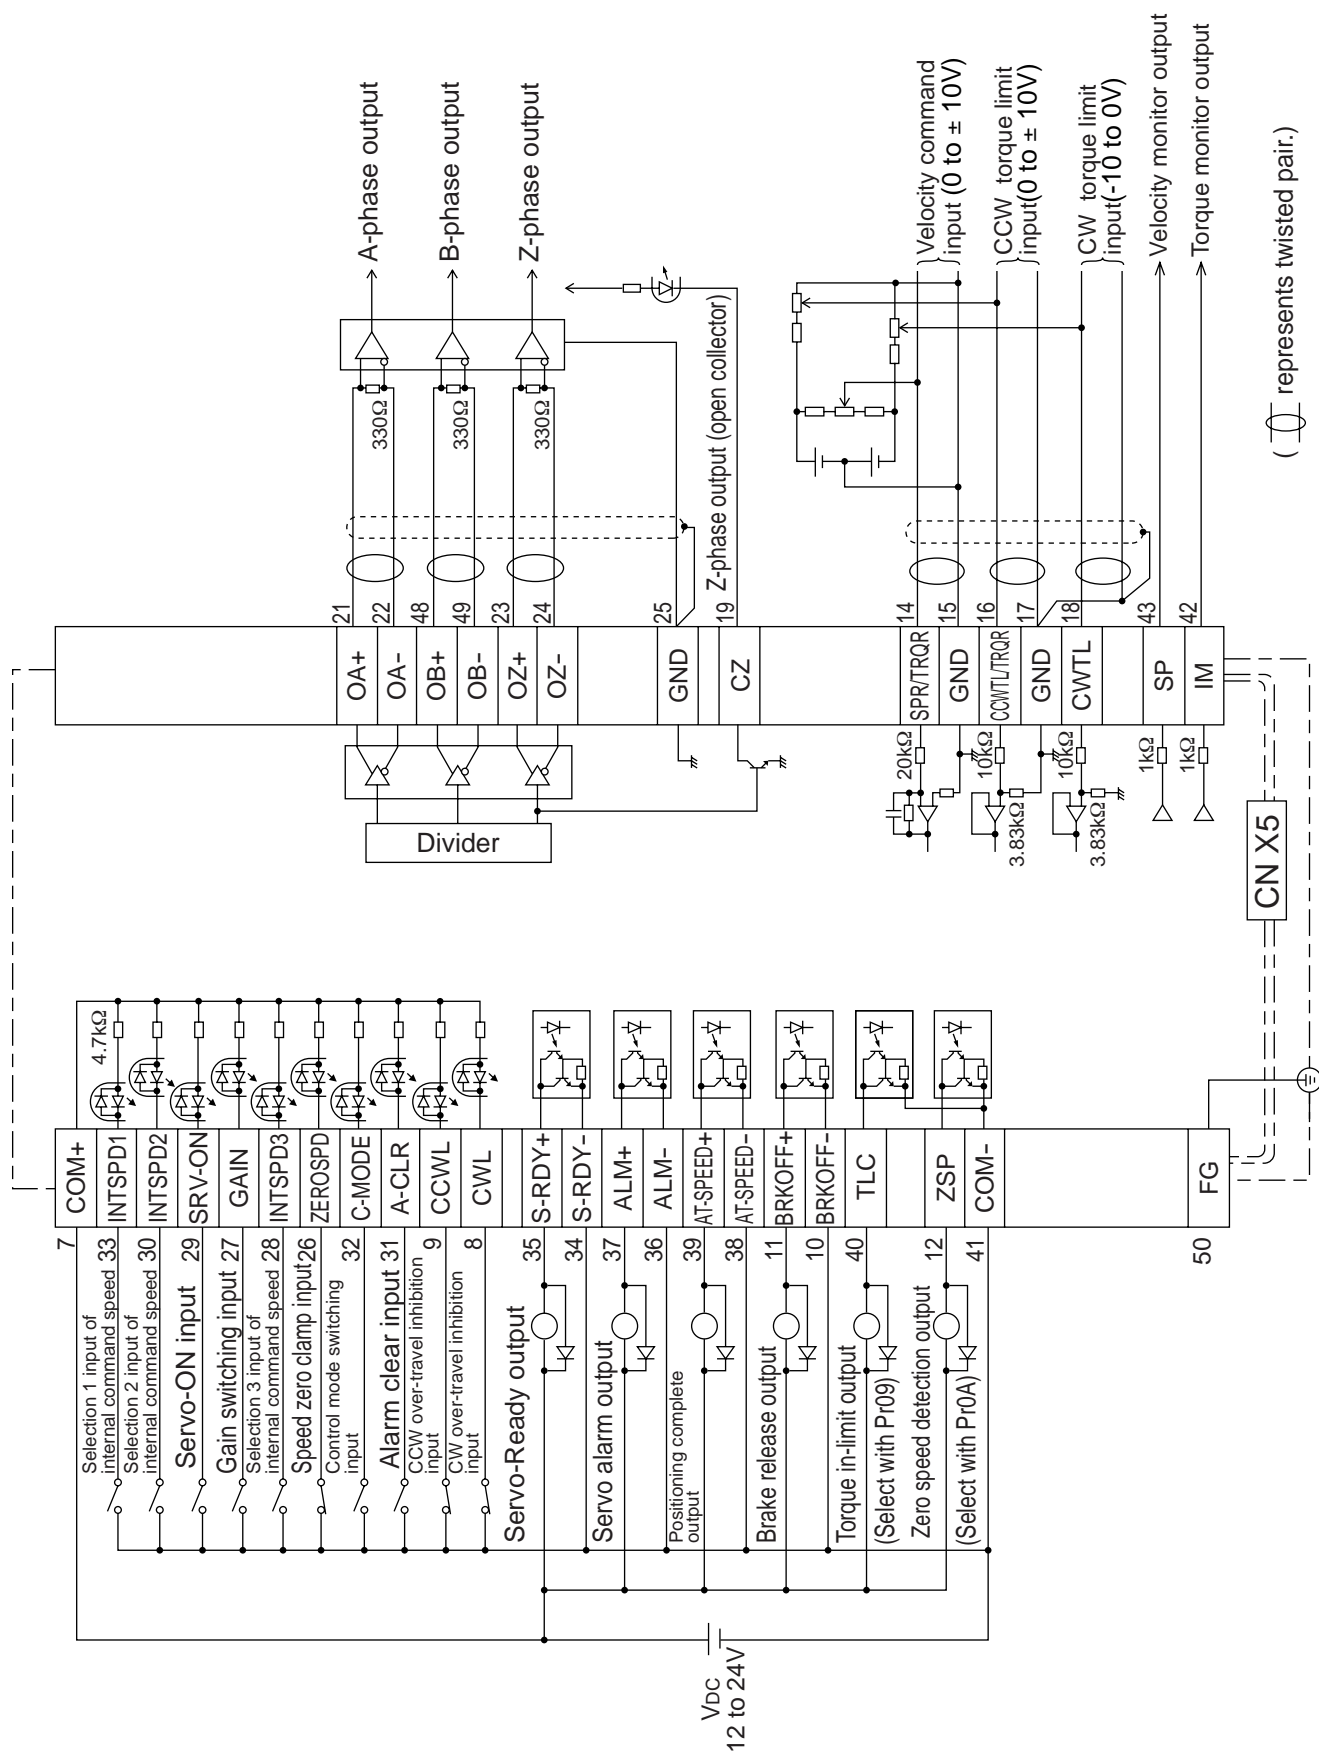 7
33
30
29
27
28
26
32
31
9
8
35
34
37
36
39
38
11
10
40
12
41
50
COM+
INTSPD1
INTSPD2
SRV-ON
GAIN
INTSPD3
ZEROSPD
C-MODE
A-CLR
CCWL
CWL
S-RDY+
S-RDY−
ALM+
ALM−
AT-SPEED+
AT-SPEED−
BRKOFF+
BRKOFF−
TLC
ZSP
COM−
FG
4.7kΩ
Selection 1 input of
internal command speed
Selection 2 input of
internal command speed
Servo-ON input
Gain switching input
Selection 3 input of
internal command speed
Speed zero clamp input
Control mode switching
input
Alarm clear input
CCW over-travel inhibition
input
CW over-travel inhibition
input
Servo-Ready output
Servo alarm output
Positioning complete
output
Brake release output
Torque in-limit output
(Select with Pr09)
Zero speed detection output
(Select with Pr0A)
VDC
12 to 24V
CN X5
Divider
OA+
OA−
OB+
OB−
OZ+
OZ−
GND
CZ
SPR/TRQR
GND
CCWTL/TRQR
GND
CWTL
SP
IM
21
22
48
49
23
24
25
19
14
15
16
17
18
43
42
20kΩ
10kΩ
3.83kΩ
10kΩ
3.83kΩ
1kΩ
1kΩ
330Ω
330Ω
330Ω
A-phase output
B-phase output
Z-phase output
Z-phase output (open collector)
Velocity command
input (0 to ± 10V)
CCW torque limit
input(0 to ± 10V)
CW torque limit
input(-10 to 0V)
Velocity monitor output
Torque monitor output
( represents twisted pair.)